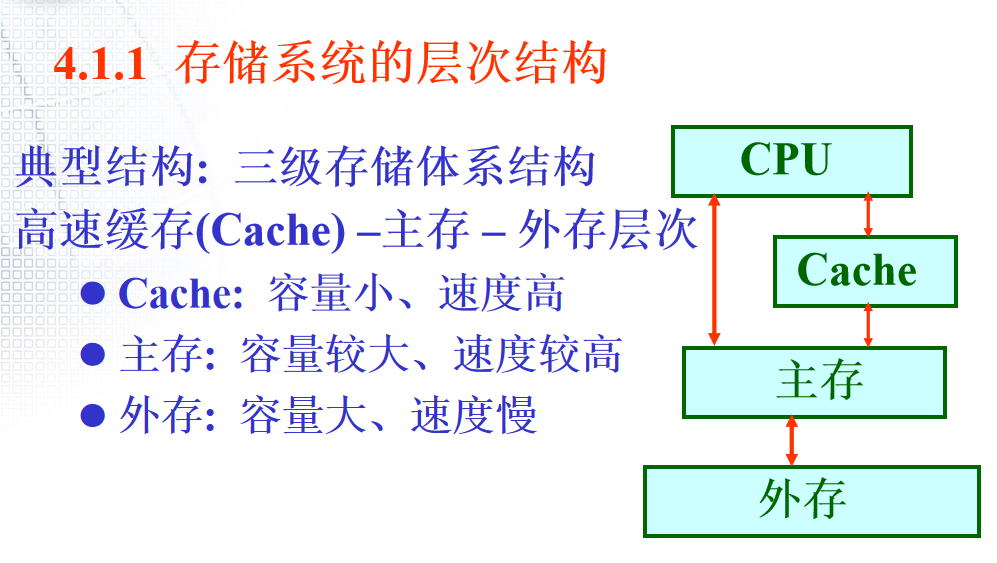 4.1.1 存储系统的层次结构
典型结构: 三级存储体系结构
高速缓存(Cache) –主存 – 外存层次
● Cache: 容量小、速度高
● 主存: 容量较大、速度较高
● 外存: 容量大、速度慢
CPU
Cache
主存
外存